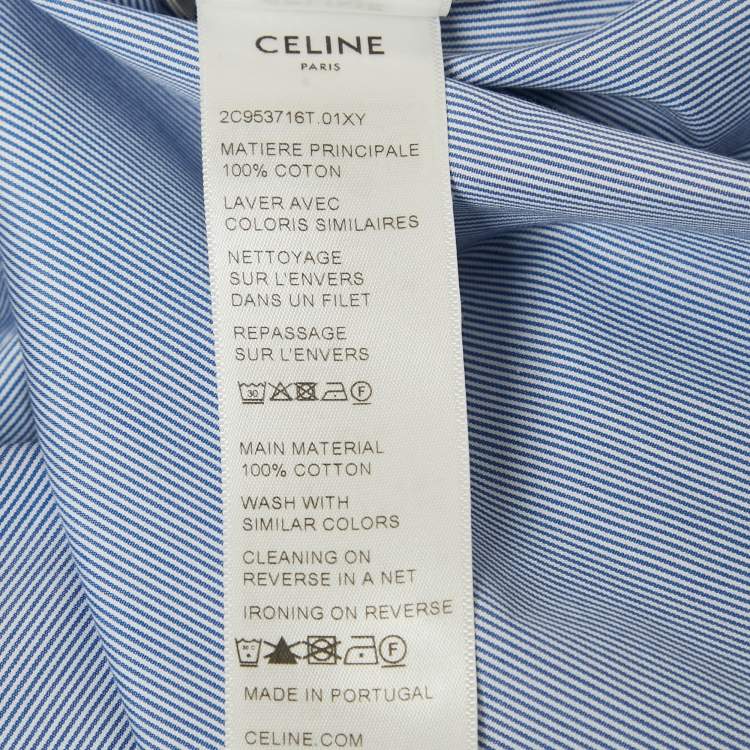 CELINE
PARIS
2C953716T.01XY
MATIERE PRINCIPALE
100% COTON
LAVER AVEC
COLORIS SIMILAIRES
NETTOYAGE
SUR L'ENVERS
DANS UN FILET
REPASSAGE
SUR L'ENVERS
30 F
MAIN MATERIAL
100% COTTON
WASH WITH
SIMILAR COLORS
CLEANING ON
REVERSE IN A NET
IRONING ON REVERSE
F
MADE IN PORTUGAL
CELINE.COM